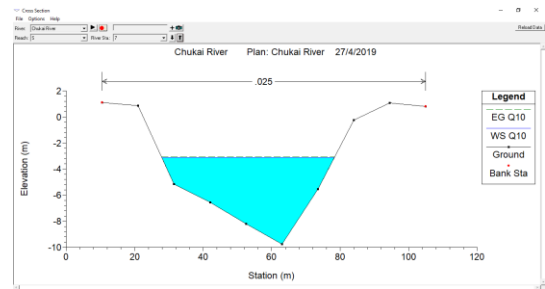 Cross Section
File Options Help
River: Chukai River
Reach: S River Sta.: 7 Reload Data
Chukai River Plan: Chukai River 27/4/2019
.025
Elevation (m)
2
0
-2
-4
-6
-8
-10
0 20 40 60 80 100 120
Station (m)
Legend
EG Q10
WS Q10
Ground
Bank Sta